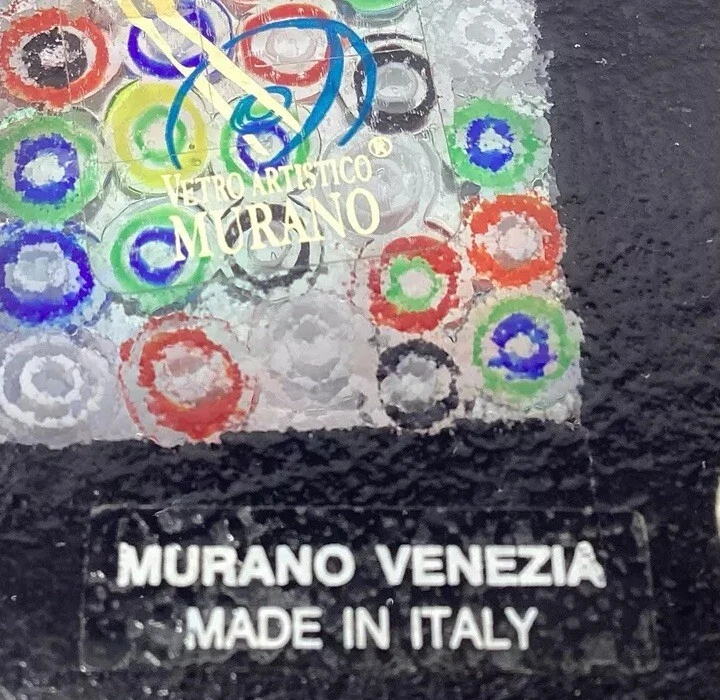 VETRO ARTISTICO®
MURANO
MURANO VENEZIA
MADE IN ITALY